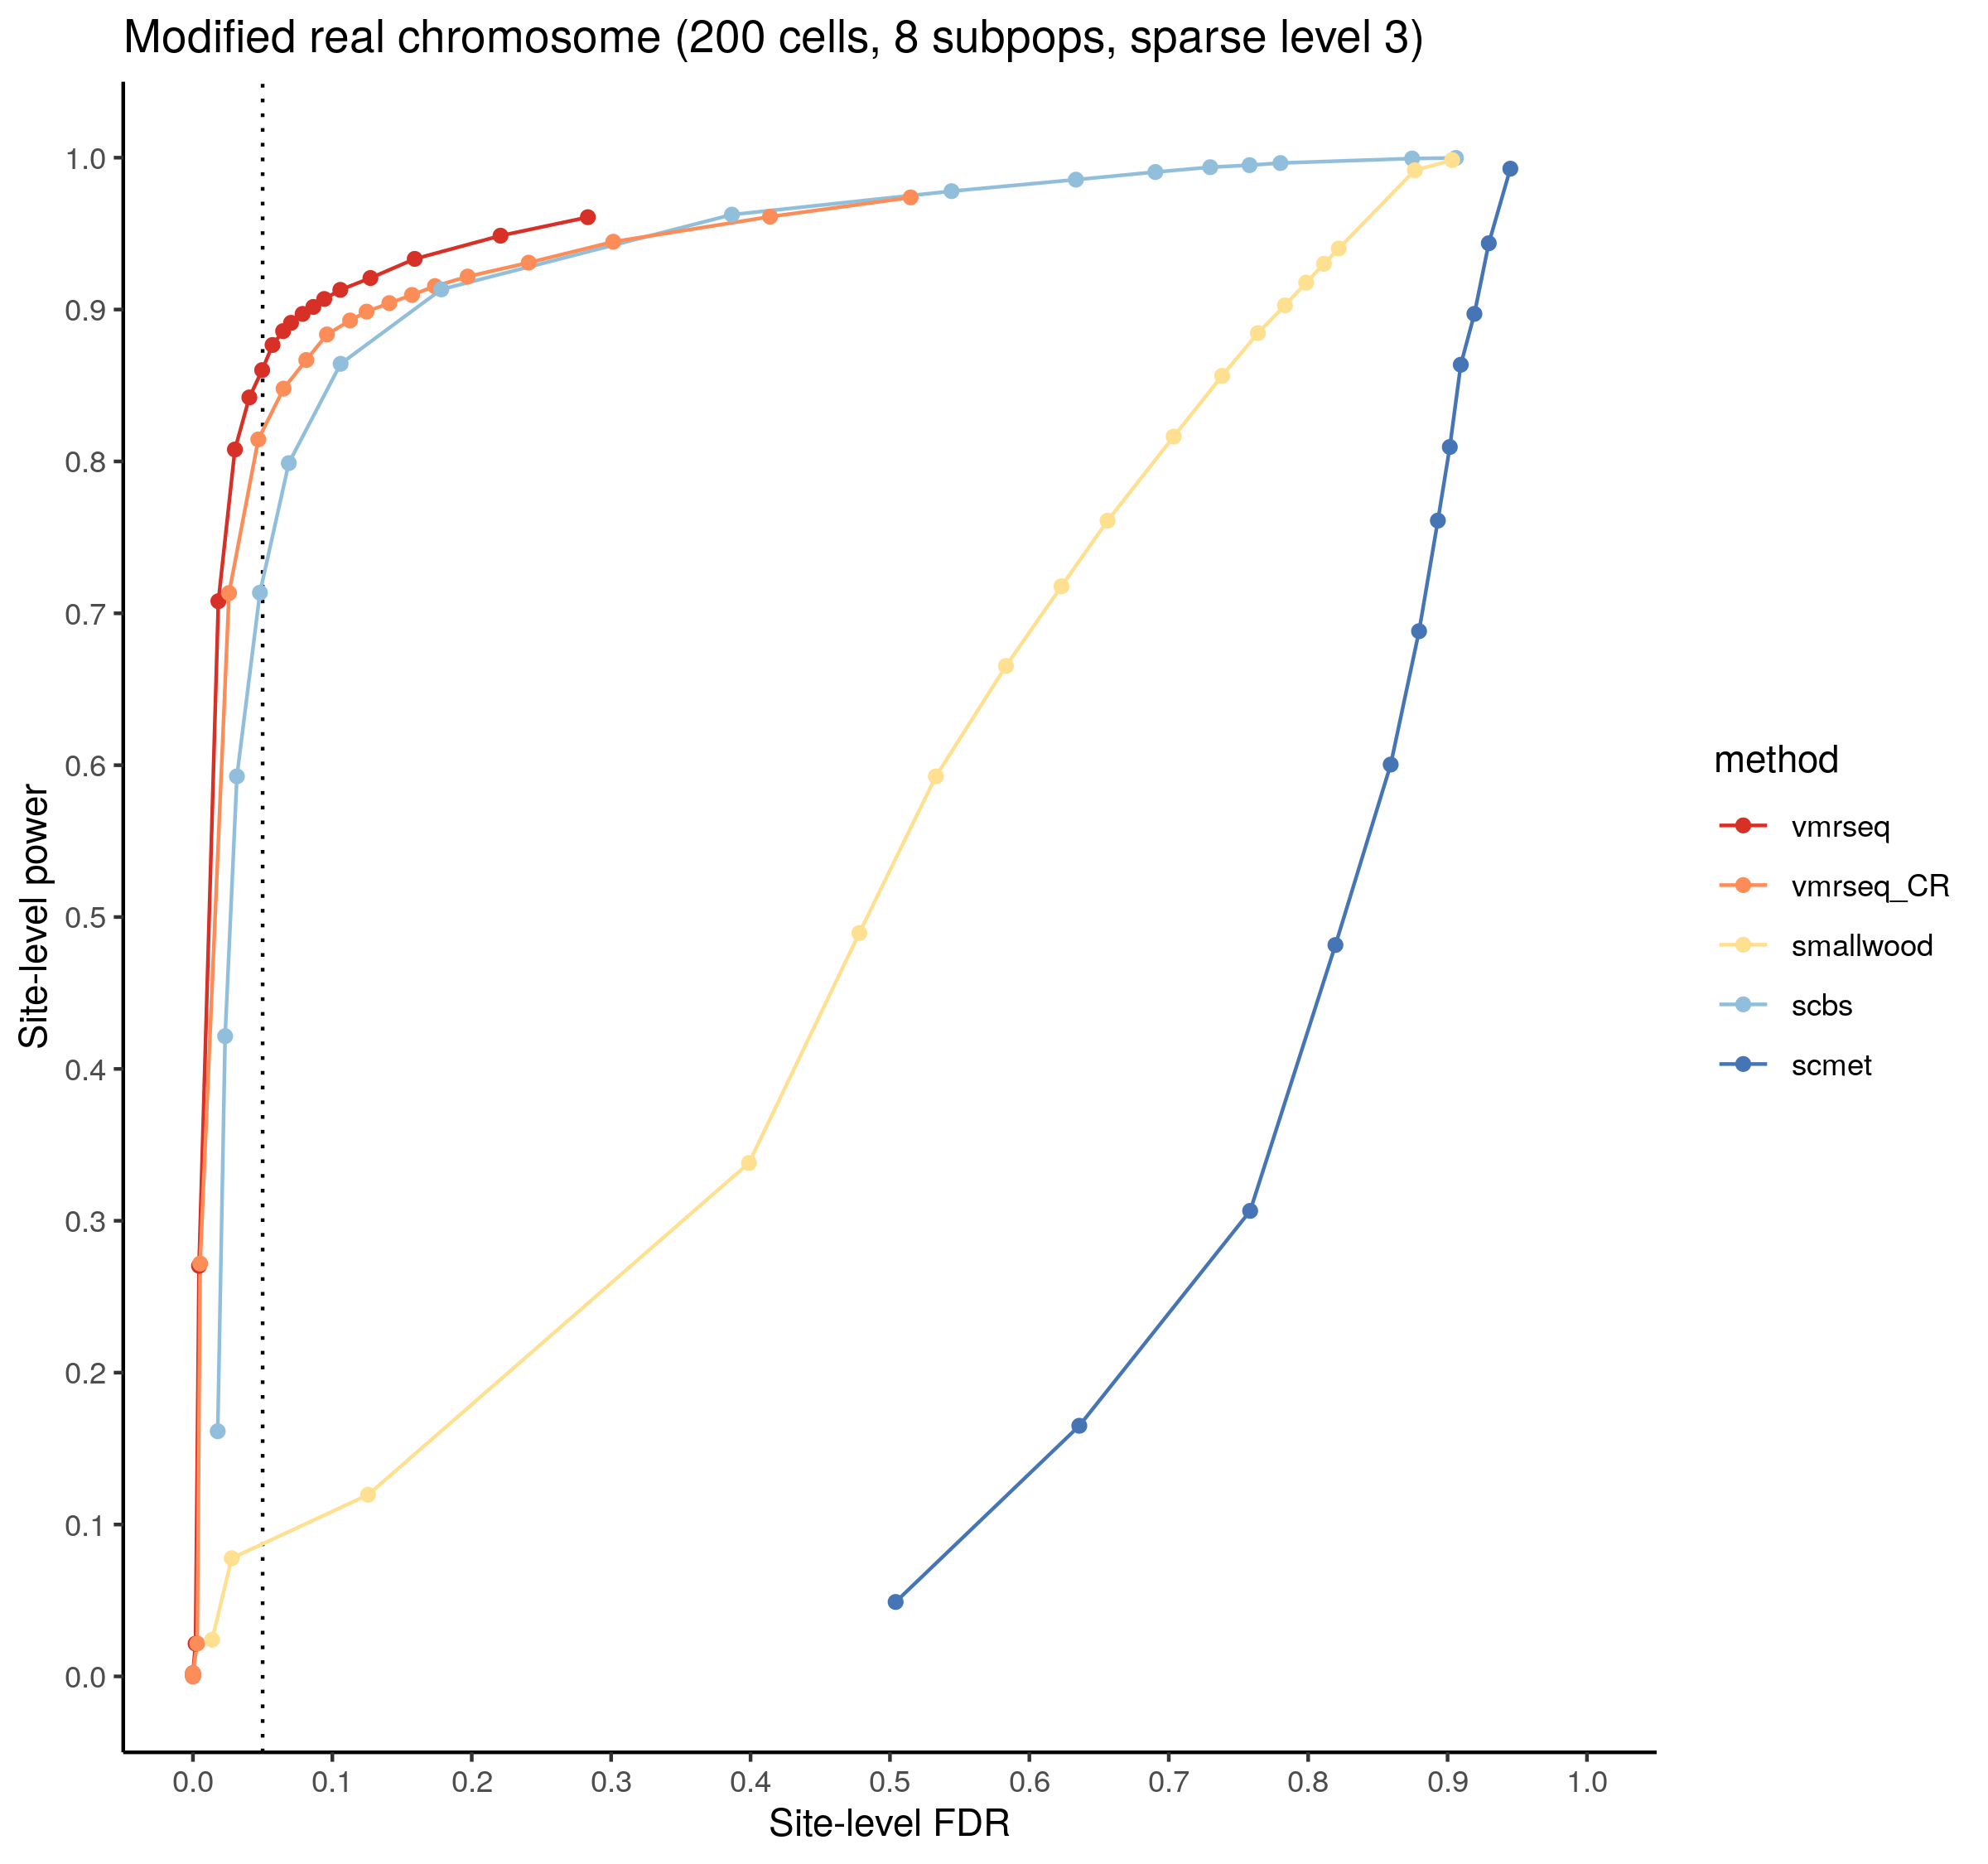 Modified real chromosome (200 cells, 8 subpops, sparse level 3)
1.0
0.9
0.8
0.7
0.6
0.5
0.4
0.3
0.2
0.1
0.0
Site-level power
0.0 0.1 0.2 0.3 0.4 0.5 0.6 0.7 0.8 0.9 1.0
Site-level FDR
method
vmrseq
vmrseq_CR
smallwood
scbs
scmet